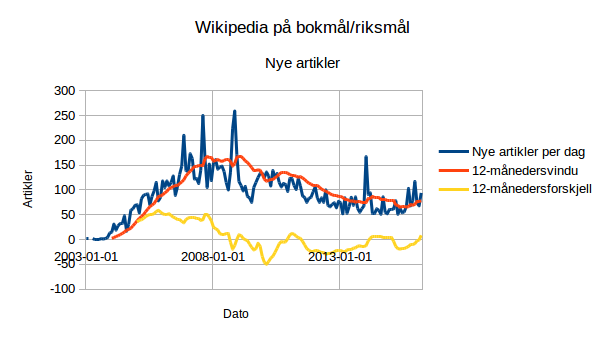 Wikipedia på bokmål/riksmål
Nye artikler
300
250
200
150
100
50
0
-50
-100
2003-01-01 2008-01-01 2013-01-01
Artikler
Dato
Nye artikler per dag
12-månedersvindu
12-månedersforskjell